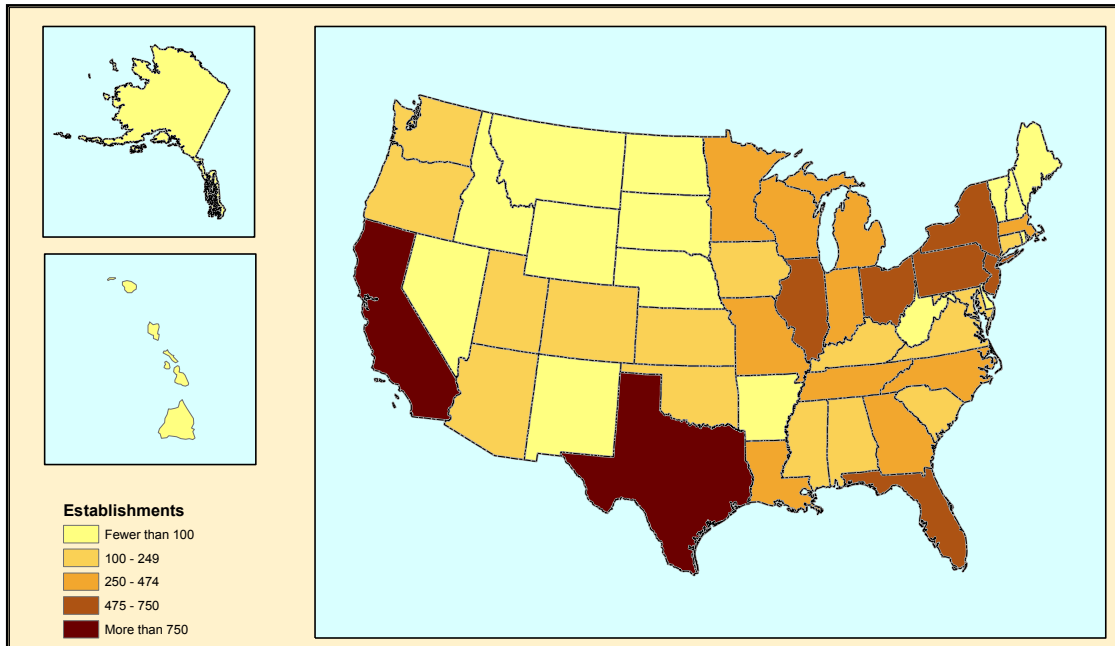 Establishments
Fewer than 100
100 - 249
250 - 474
475 - 750
More than 750